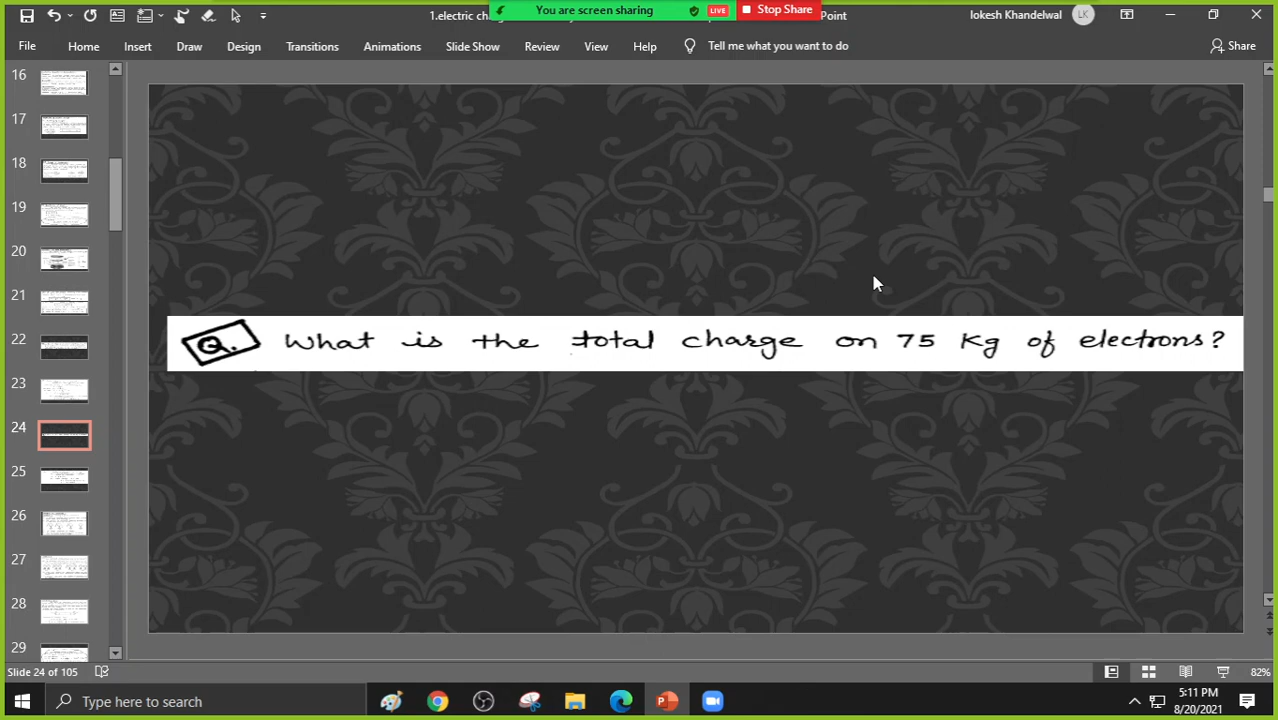 1.electric cha
You are screen sharing
LIVE
Stop Share
Point
lokesh Khandelwal
LK
File
Home
Insert
Draw
Design
Transitions
Animations
Slide Show
Review
View
Help
Tell me what you want to do
Share
16
17
18
19
20
21
22
23
24
25
26
27
28
29
Q. What is the total charge on 75 Kg of electrons?
Slide 24 of 105
82%
Type here to search
5:11 PM
8/20/2021